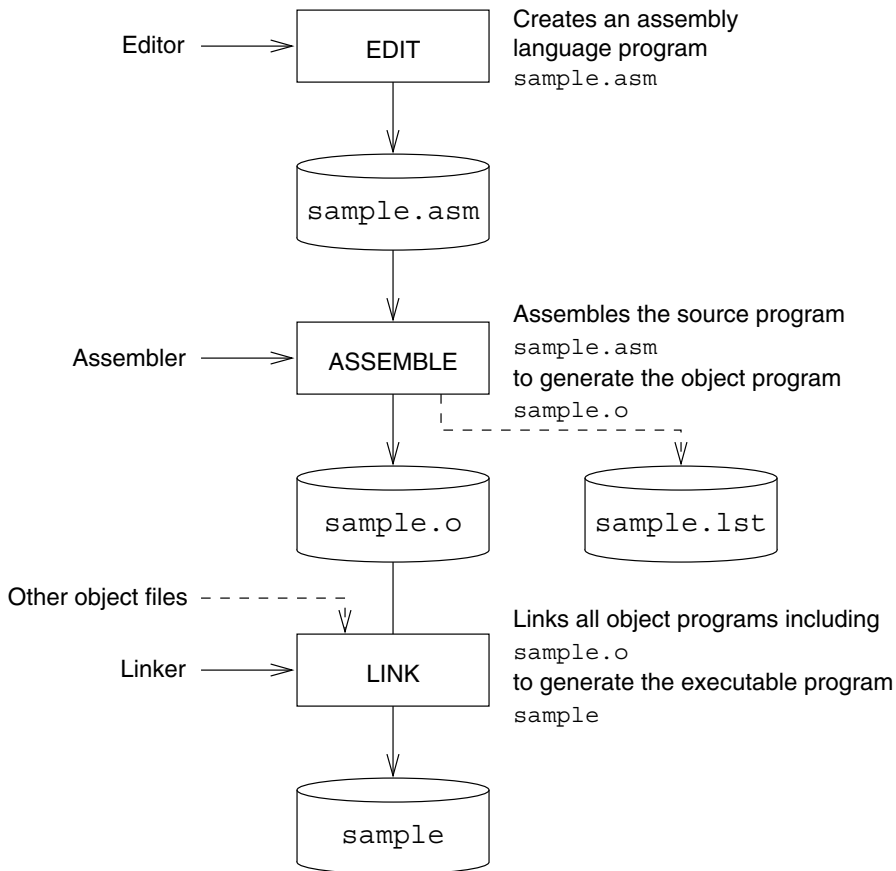 Editor
EDIT
Creates an assembly
language program
sample.asm
sample.asm
Assembler
ASSEMBLE
Assembles the source program
sample.asm
to generate the object program
sample.o
sample.o
sample.lst
Other object files
Linker
LINK
Links all object programs including
sample.o
to generate the executable program
sample
sample